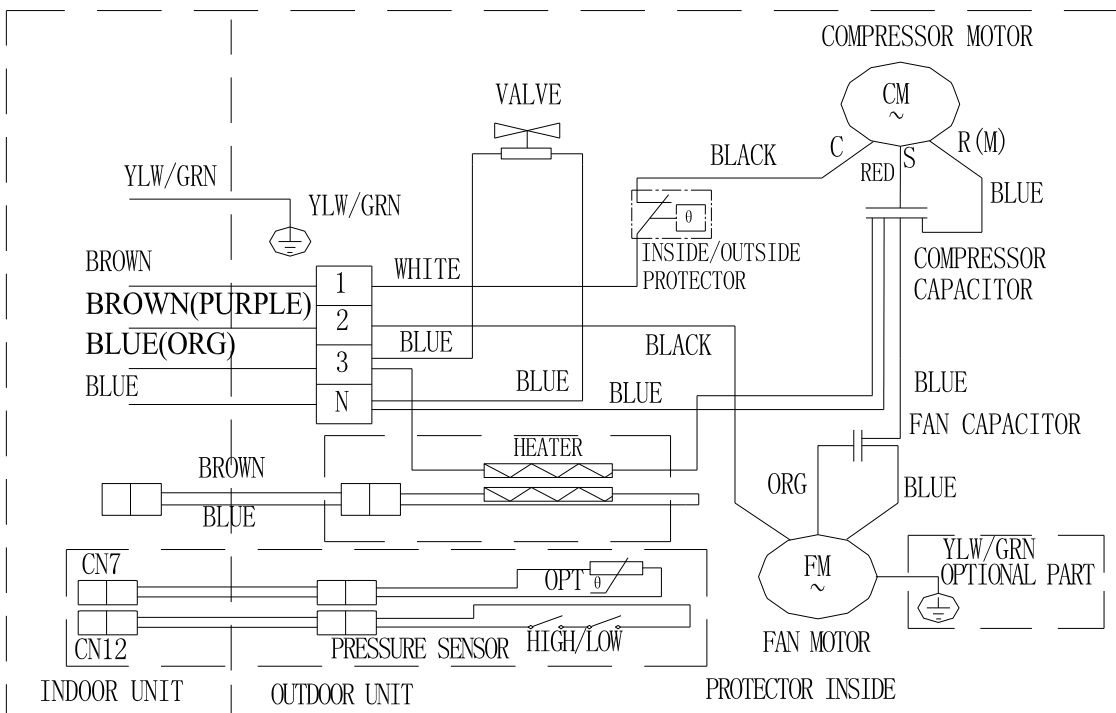 COMPRESSOR MOTOR
CM
~
C
S
R(M)
VALVE
BLACK
RED
BLUE
YLW/GRN
YLW/GRN
θ
INSIDE/OUTSIDE
PROTECTOR
COMPRESSOR
CAPACITOR
BROWN
1
WHITE
BROWN(PURPLE)
2
BLACK
BLUE(ORG)
3
BLUE
BLUE
N
BLUE
BLUE
BLUE
FAN CAPACITOR
HEATER
BROWN
BLUE
ORG
BLUE
CN7
OPT
θ
FM
~
YLW/GRN
OPTIONAL PART
CN12
PRESSURE SENSOR
HIGH/LOW
FAN MOTOR
INDOOR UNIT
OUTDOOR UNIT
PROTECTOR INSIDE